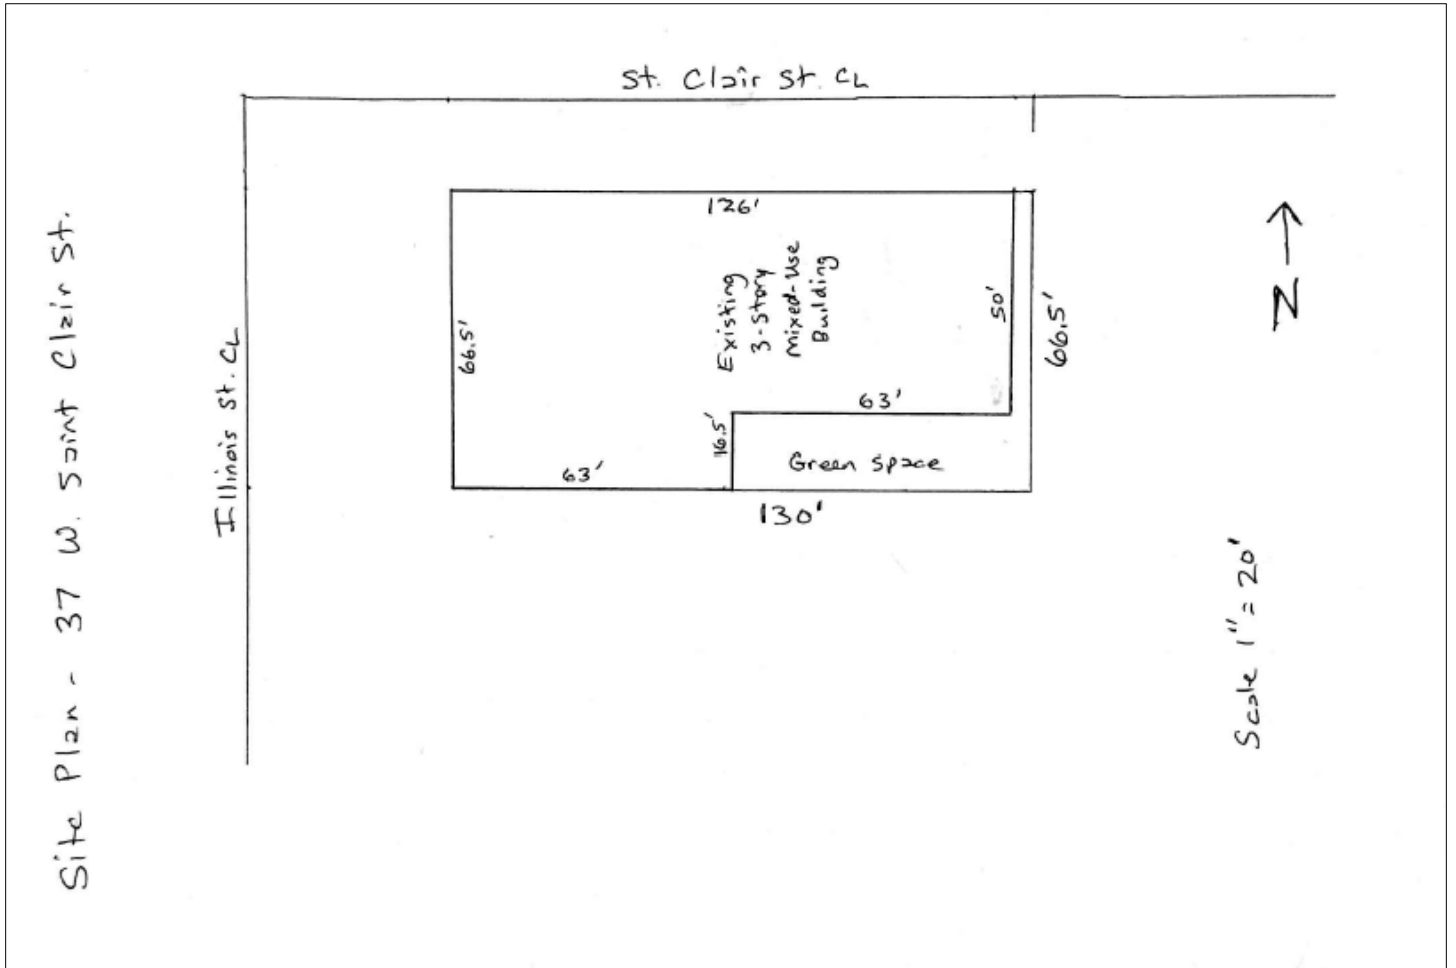 Site Plan - 37 W. Saint Clair St.
St. Clair St. CL
Illinois St. CL
126'
66.5'
Existing
3-Story
Mixed-Use
Building
50'
66.5'
63'
16.5'
Green Space
63'
130'
N
Scale 1" = 20'